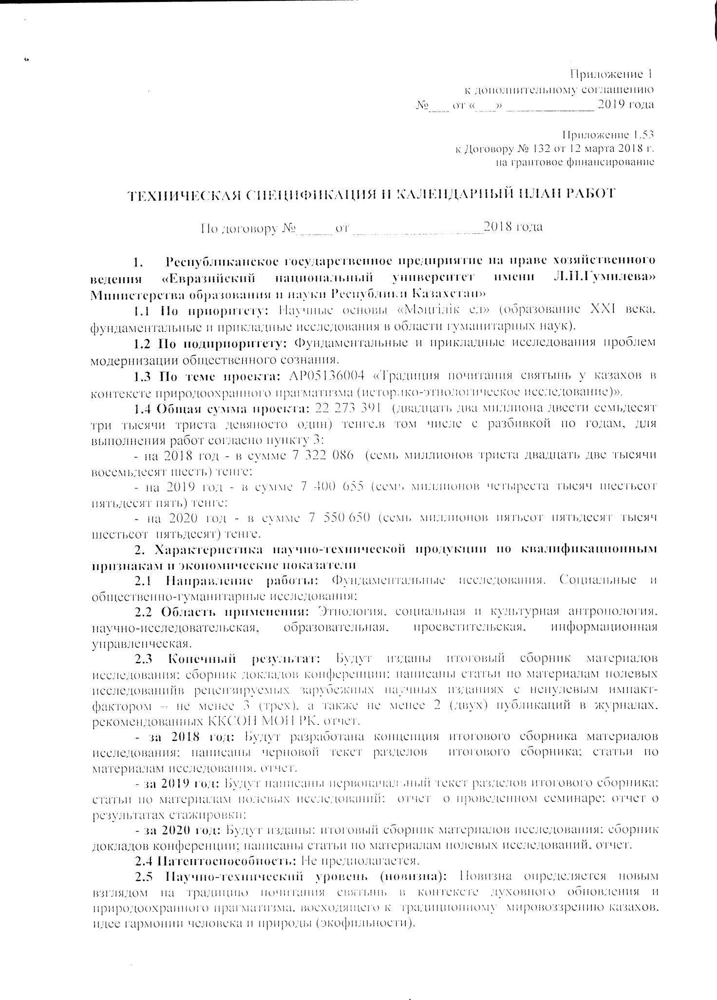 Приложение 1
к дополнительному соглашению
№___ от «___» _____________ 2019 года
Приложение 1.53
к Договору № 132 от 12 марта 2018 г.
на грантовое финансирование
ТЕХНИЧЕСКАЯ СПЕЦИФИКАЦИЯ И КАЛЕНДАРНЫЙ ПЛАН РАБОТ
По договору №_____ от ___________________2018 года
1. Республиканское государственное предприятие на праве хозяйственного
ведения «Евразийский национальный университет имени Л.Н.Гумилева»
Министерства образования и науки Республики Казахстан»
1.1 По приоритету: Научные основы «Мәңгілік ел» (образование XXI века,
фундаментальные и прикладные исследования в области гуманитарных наук).
1.2 По подприоритету: Фундаментальные и прикладные исследования проблем
модернизации общественного сознания.
1.3 По теме проекта: АР05136004 «Традиция почитания святынь у казахов в
контексте природоохранного прагматизма (историко-этнологическое исследование)».
1.4 Общая сумма проекта: 22 273 391 (двадцать два миллиона двести семьдесят
три тысячи триста девяносто один) тенге,в том числе с разбивкой по годам, для
выполнения работ согласно пункту 3:
- на 2018 год - в сумме 7 322 086 (семь миллионов триста двадцать две тысячи
восемьдесят шесть) тенге;
- на 2019 год - в сумме 7 400 655 (семь миллионов четыреста тысяч шестьсот
пятьдесят пять) тенге;
- на 2020 год - в сумме 7 550 650 (семь миллионов пятьсот пятьдесят тысяч
шестьсот пятьдесят) тенге.
2. Характеристика научно-технической продукции по квалификационным
признакам и экономические показатели
2.1 Направление работы: Фундаментальные исследования. Социальные и
общественно-гуманитарные исследования;
2.2 Область применения: Этнология, социальная и культурная антропология,
научно-исследовательская, образовательная, просветительская, информационная
управленческая.
2.3 Конечный результат: Будут изданы итоговый сборник материалов
исследования; сборник докладов конференции; написаны статьи по материалам полевых
исследованийв рецензируемых зарубежных научных изданиях с ненулевым импакт-
фактором – не менее 3 (трех), а также не менее 2 (двух) публикаций в журналах,
рекомендованных ККСОН МОН РК, отчет.
- за 2018 год: Будут разработана концепция итогового сборника материалов
исследования; написаны черновой текст разделов итогового сборника; статьи по
материалам исследования, отчет.
- за 2019 год: Будут написаны первоначальный текст разделов итогового сборника;
статьи по материалам полевых исследований; отчет о проведенном семинаре; отчет о
результатах стажировки;
- за 2020 год: Будут изданы: итоговый сборник материалов исследования; сборник
докладов конференции; написаны статьи по материалам полевых исследований, отчет.
2.4 Патентоспособность: Не предполагается.
2.5 Научно-технический уровень (новизна): Новизна определяется новым
взглядом на традицию почитания святынь в контексте духовного обновления и
природоохранного прагматизма, восходящего к традиционному мировоззрению казахов,
идее гармонии человека и природы (экофильности).